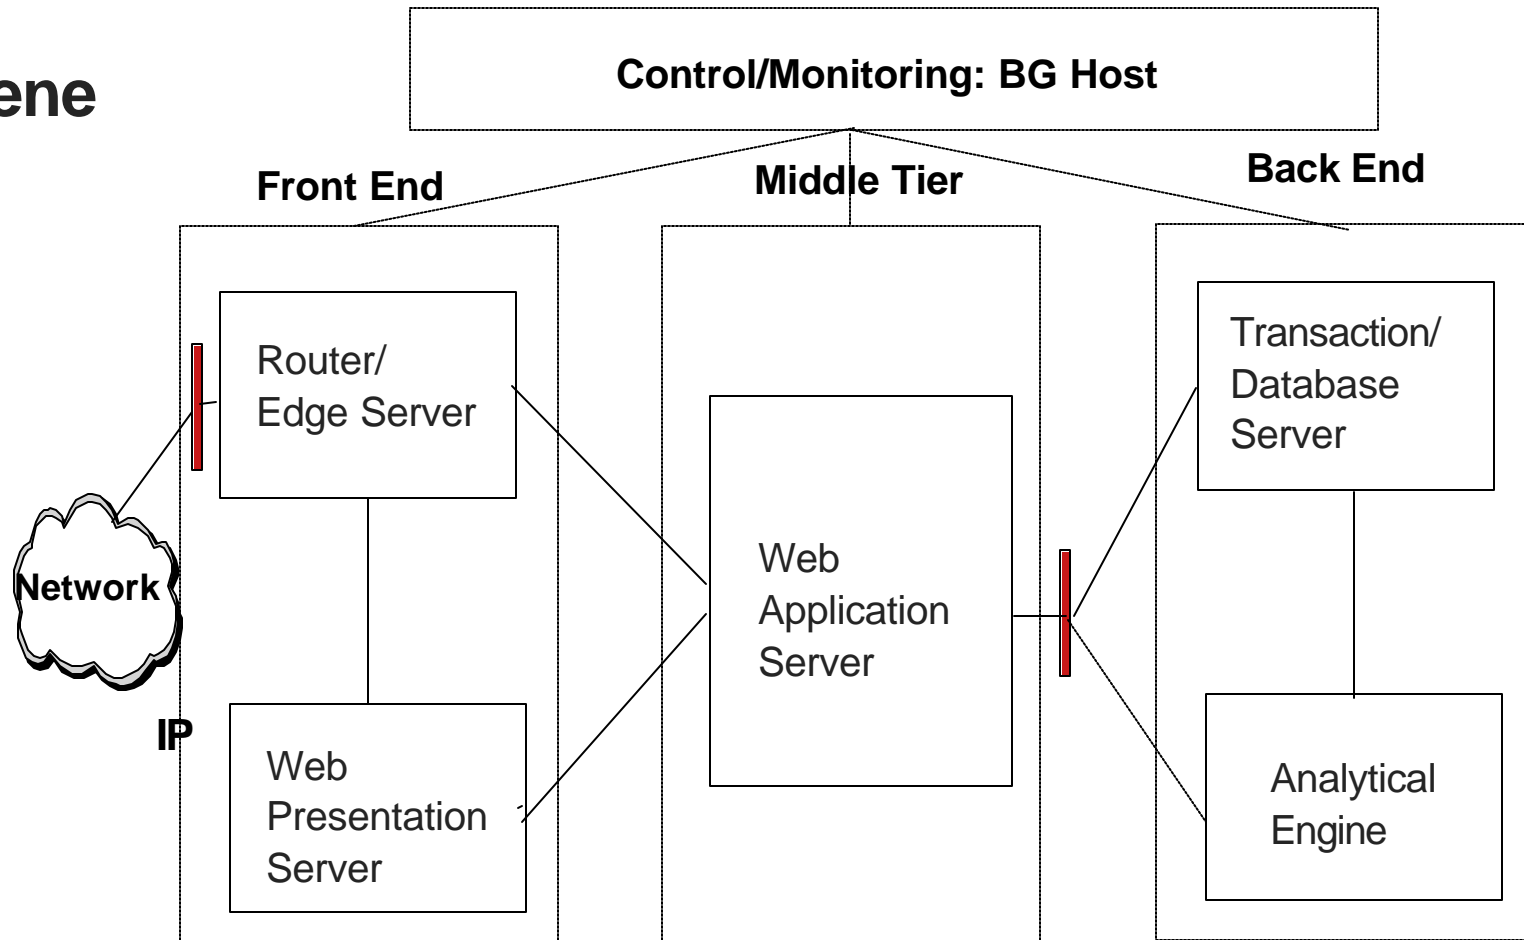 ene
Control/Monitoring: BG Host
Front End
Middle Tier
Back End
Router/
Edge Server
Transaction/
Database
Server
Network
Web
Application
Server
IP
Web
Presentation
Server
Analytical
Engine